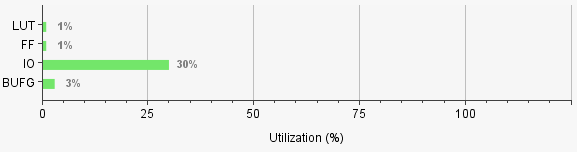 LUT 1%
FF 1%
IO 30%
BUFG 3%
0 25 50 75 100
Utilization (%)